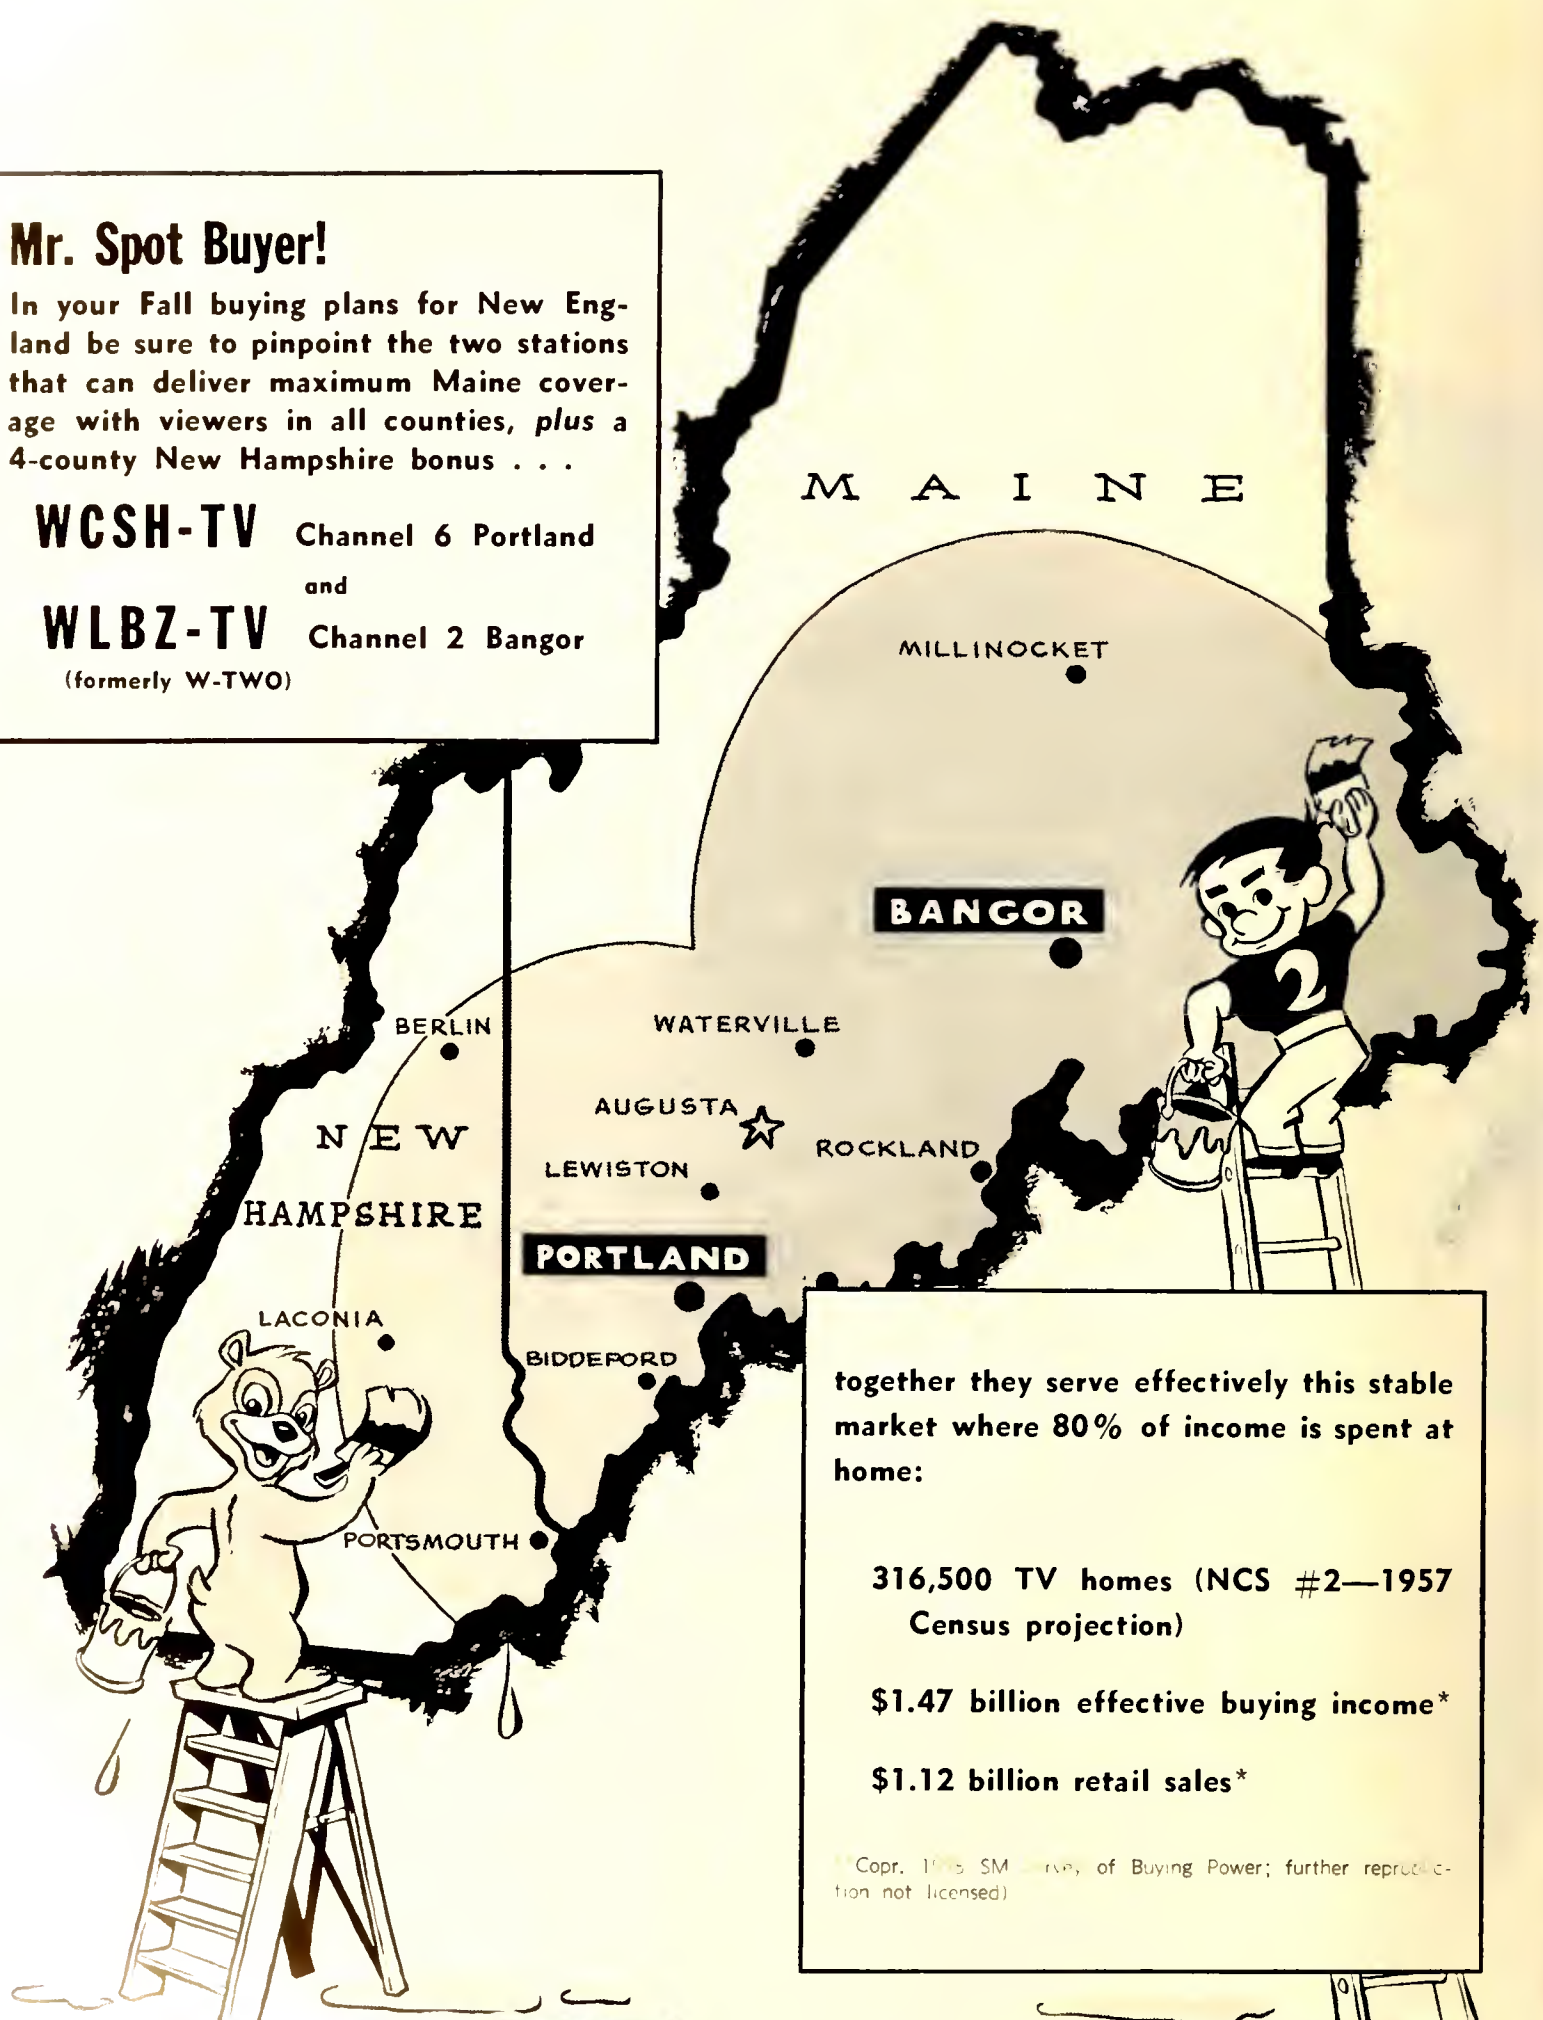 Mr. Spot Buyer!
In your Fall buying plans for New Eng-
land be sure to pinpoint the two stations
that can deliver maximum Maine cover-
age with viewers in all counties, plus a
4-county New Hampshire bonus . . .
WCSH-TV Channel 6 Portland
and
WLBZ-TV Channel 2 Bangor
(formerly W-TWO)
MAINE
MILLINOCKET
BANGOR
2
BERLIN
WATERVILLE
AUGUSTA
NEW
ROCKLAND
LEWISTON
HAMPSHIRE
PORTLAND
LACONIA
BIDDEFORD
PORTSMOUTH
together they serve effectively this stable
market where 80% of income is spent at
home:
316,500 TV homes (NCS #2—1957
Census projection)
$1.47 billion effective buying income*
$1.12 billion retail sales*
Copr. SM of Buying Power; further reproduc-
tion not licensed)